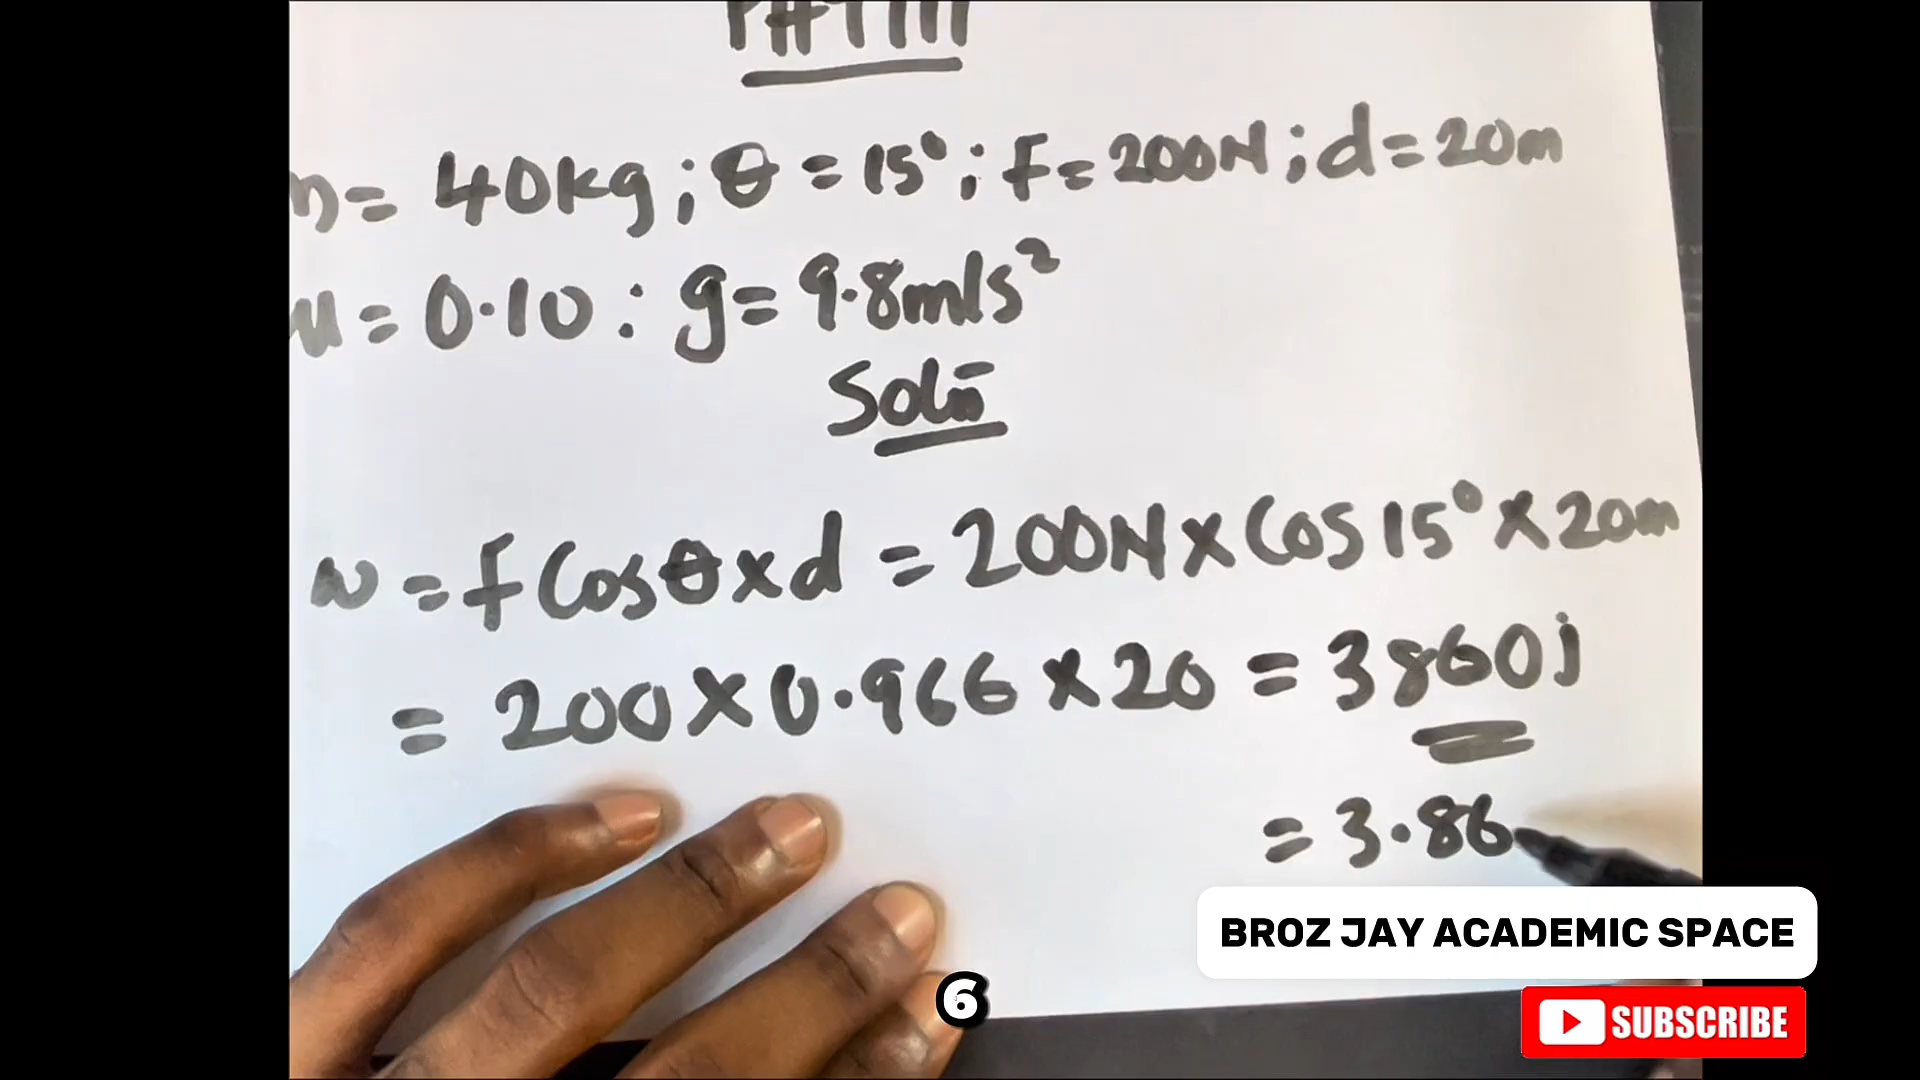 = 40kg; θ = 15°; F = 200N; d = 20m
μ = 0.10 : g = 9.8m/s²
Soln
W = f Cosθ x d = 200N x Cos 15° x 20m
= 200 x 0.966 x 20 = 3860j
= 3.86
BROZ JAY ACADEMIC SPACE
6
SUBSCRIBE